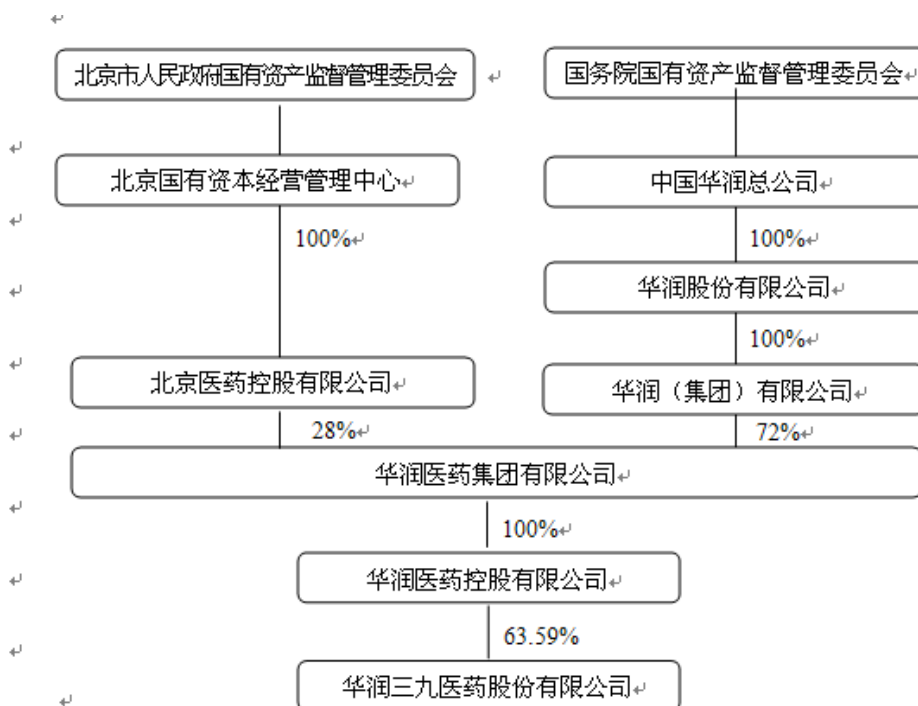 北京市人民政府国有资产监督管理委员会
国务院国有资产监督管理委员会
北京国有资本经营管理中心
中国华润总公司
100%
100%
华润股份有限公司
100%
北京医药控股有限公司
华润（集团）有限公司
28%
72%
华润医药集团有限公司
100%
华润医药控股有限公司
63.59%
华润三九医药股份有限公司